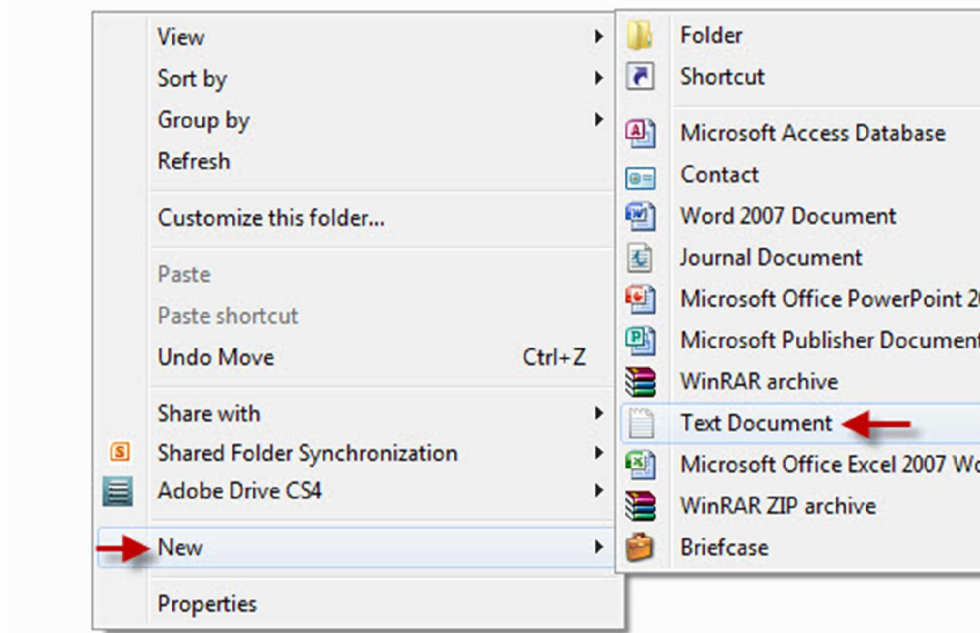 View
Sort by
Group by
Refresh
Customize this folder...
Paste
Paste shortcut
Undo Move Ctrl+Z
Share with
Shared Folder Synchronization
Adobe Drive CS4
New
Properties
Folder
Shortcut
Microsoft Access Database
Contact
Word 2007 Document
Journal Document
Microsoft Office PowerPoint
Microsoft Publisher Document
WinRAR archive
Text Document
Microsoft Office Excel 2007
WinRAR ZIP archive
Briefcase